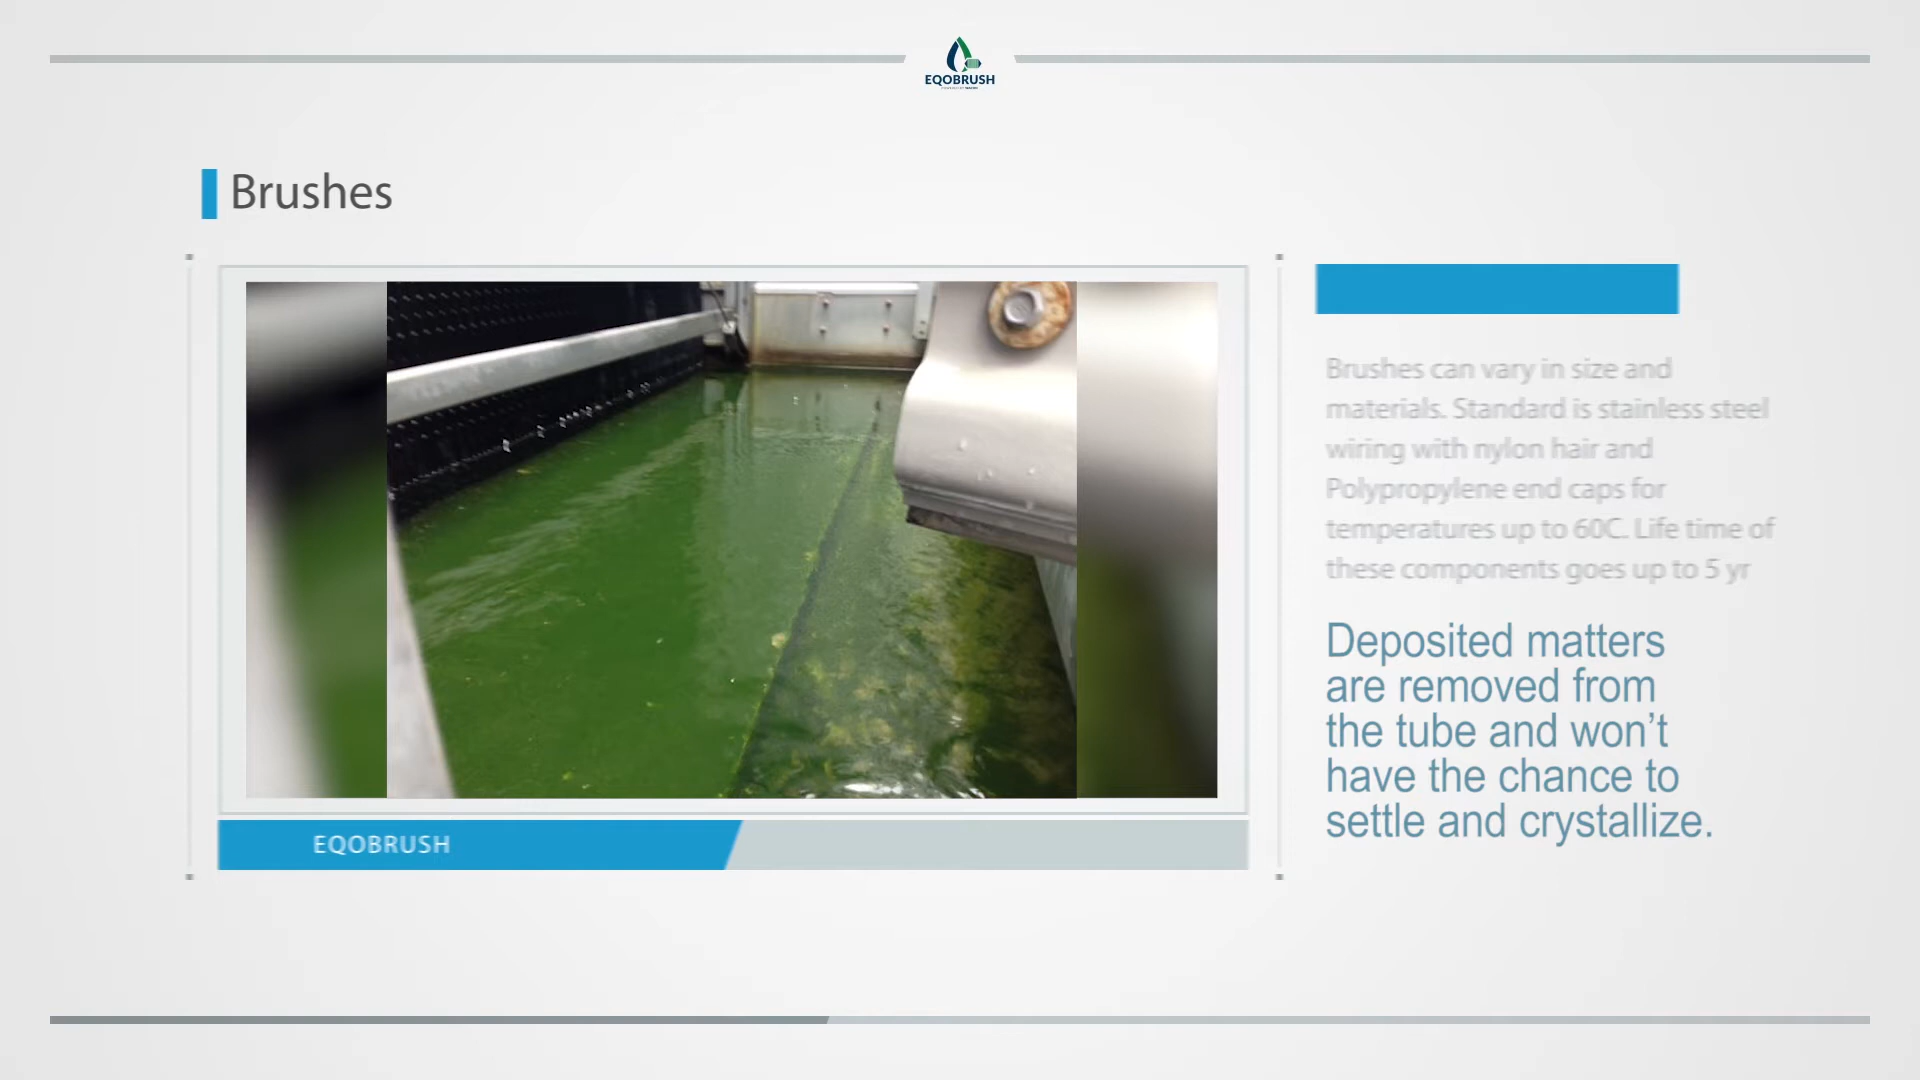 EQOBRUSH
Brushes
Brushes can vary in size and
materials. Standard is stainless steel
wiring with nylon hair and
Polypropylene end caps for
temperatures up to 60C. Life time of
these components goes up to 5 yr
Deposited matters
are removed from
the tube and won’t
have the chance to
settle and crystallize.
EQOBRUSH